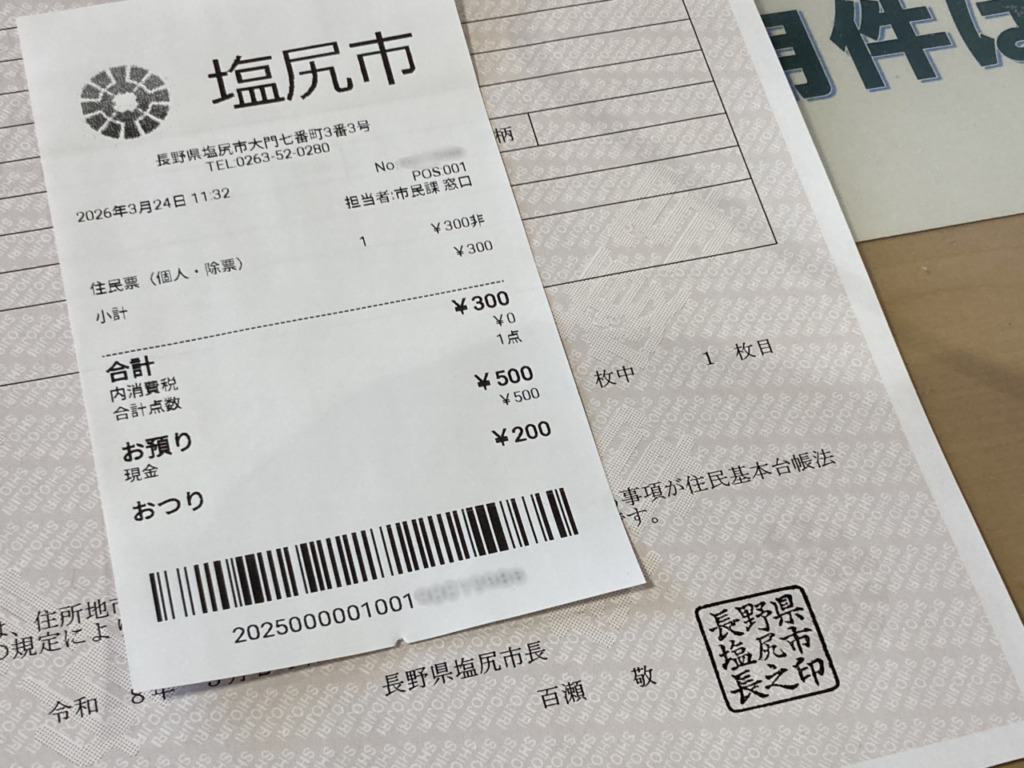 塩尻市
長野県塩尻市大門七番町3番3号
TEL.0263-52-0280
No
POS.001
2026年3月24日 11:32
担当者:市民課 窓口
1 ¥300非
住民票（個人・除票） ¥300
小計
合計 ¥300
内消費税 ¥0
合計点数 1点
お預り ¥500
現金 ¥500
おつり ¥200
2025000001001
柄
件は
枚中 1 枚目
事項が住民基本台帳法
す。
住所地
の規定によ
令和 8年
長野県塩尻市長
百瀬 敬
長野県
塩尻市
長之印